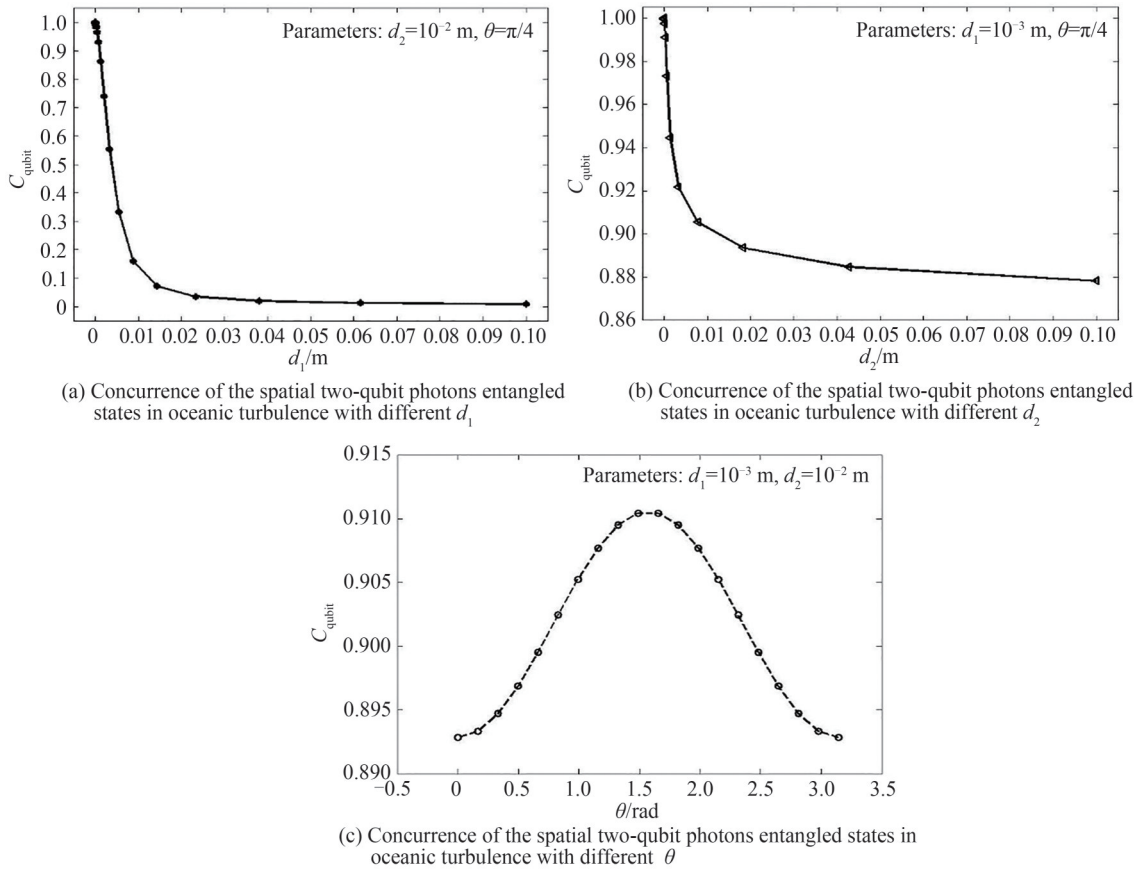 Parameters: d₂=10⁻² m, θ=π/4
C_qubit
1.0
0.9
0.8
0.7
0.6
0.5
0.4
0.3
0.2
0.1
0
0 0.01 0.02 0.03 0.04 0.05 0.06 0.07 0.08 0.09 0.10
d₁/m
(a) Concurrence of the spatial two-qubit photons entangled
states in oceanic turbulence with different d₁
Parameters: d₁=10⁻³ m, θ=π/4
C_qubit
1.00
0.98
0.96
0.94
0.92
0.90
0.88
0.86
0 0.01 0.02 0.03 0.04 0.05 0.06 0.07 0.08 0.09 0.10
d₂/m
(b) Concurrence of the spatial two-qubit photons entangled
states in oceanic turbulence with different d₂
Parameters: d₁=10⁻³ m, d₂=10⁻² m
C_qubit
0.915
0.910
0.905
0.900
0.895
0.890
−0.5 0 0.5 1.0 1.5 2.0 2.5 3.0 3.5
θ/rad
(c) Concurrence of the spatial two-qubit photons entangled states in
oceanic turbulence with different θ